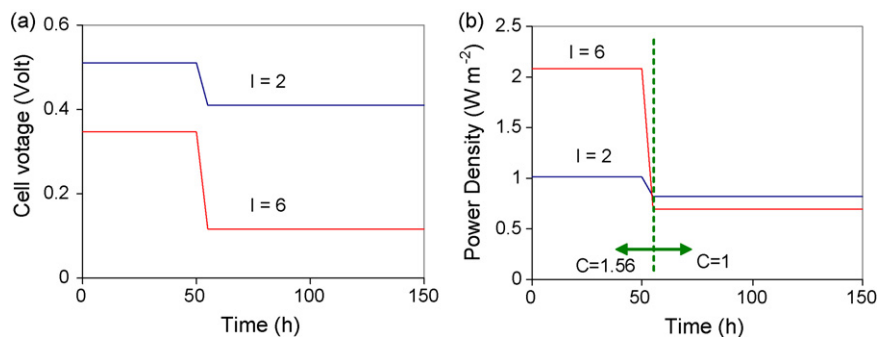 (a)
0.6
0.4
0.2
0
Cell votage (Volt)
I = 2
I = 6
0
50
100
150
Time (h)
(b)
2.5
2
1.5
1
0.5
0
Power Density (W m-2)
I = 6
I = 2
C=1.56
C=1
0
50
100
150
Time (h)